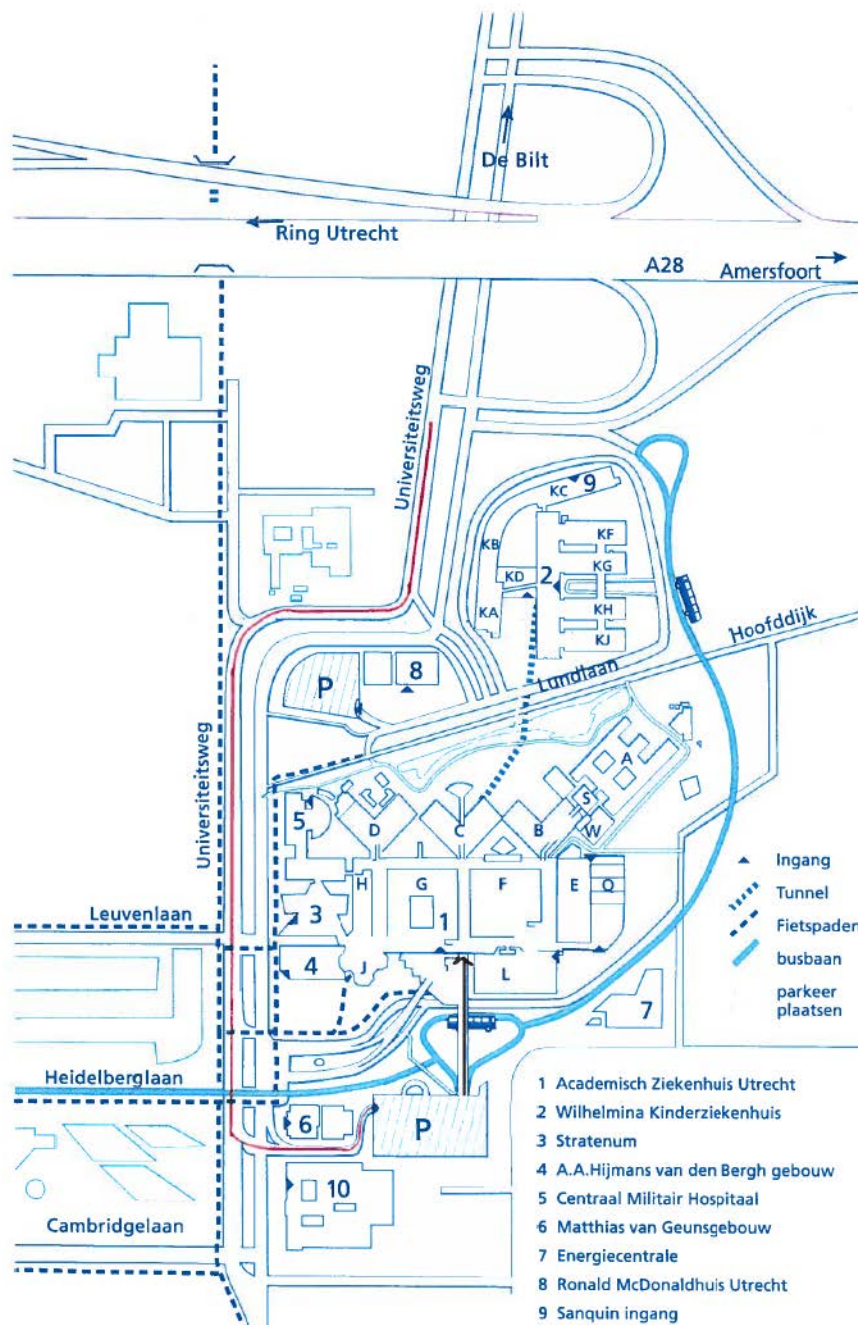 De Bilt
Ring Utrecht
A28
Amersfoort
Universiteitsweg
KC
9
KB
KF
KD
2
KG
KA
KH
KJ
Hoofddijk
Lundlaan
P
8
Universiteitsweg
A
S
5
D
C
B
W
H
G
F
E
Q
Leuvenlaan
3
1
4
J
L
7
Heidelberglaan
6
P
10
Cambridgelaan
Ingang
Tunnel
Fietspaden
busbaan
parkeer
plaatsen
1 Academisch Ziekenhuis Utrecht
2 Wilhelmina Kinderziekenhuis
3 Stratenum
4 A.A.Hijmans van den Bergh gebouw
5 Centraal Militair Hospitaal
6 Matthias van Geunsgebouw
7 Energiecentrale
8 Ronald McDonaldhuis Utrecht
9 Sanquin ingang